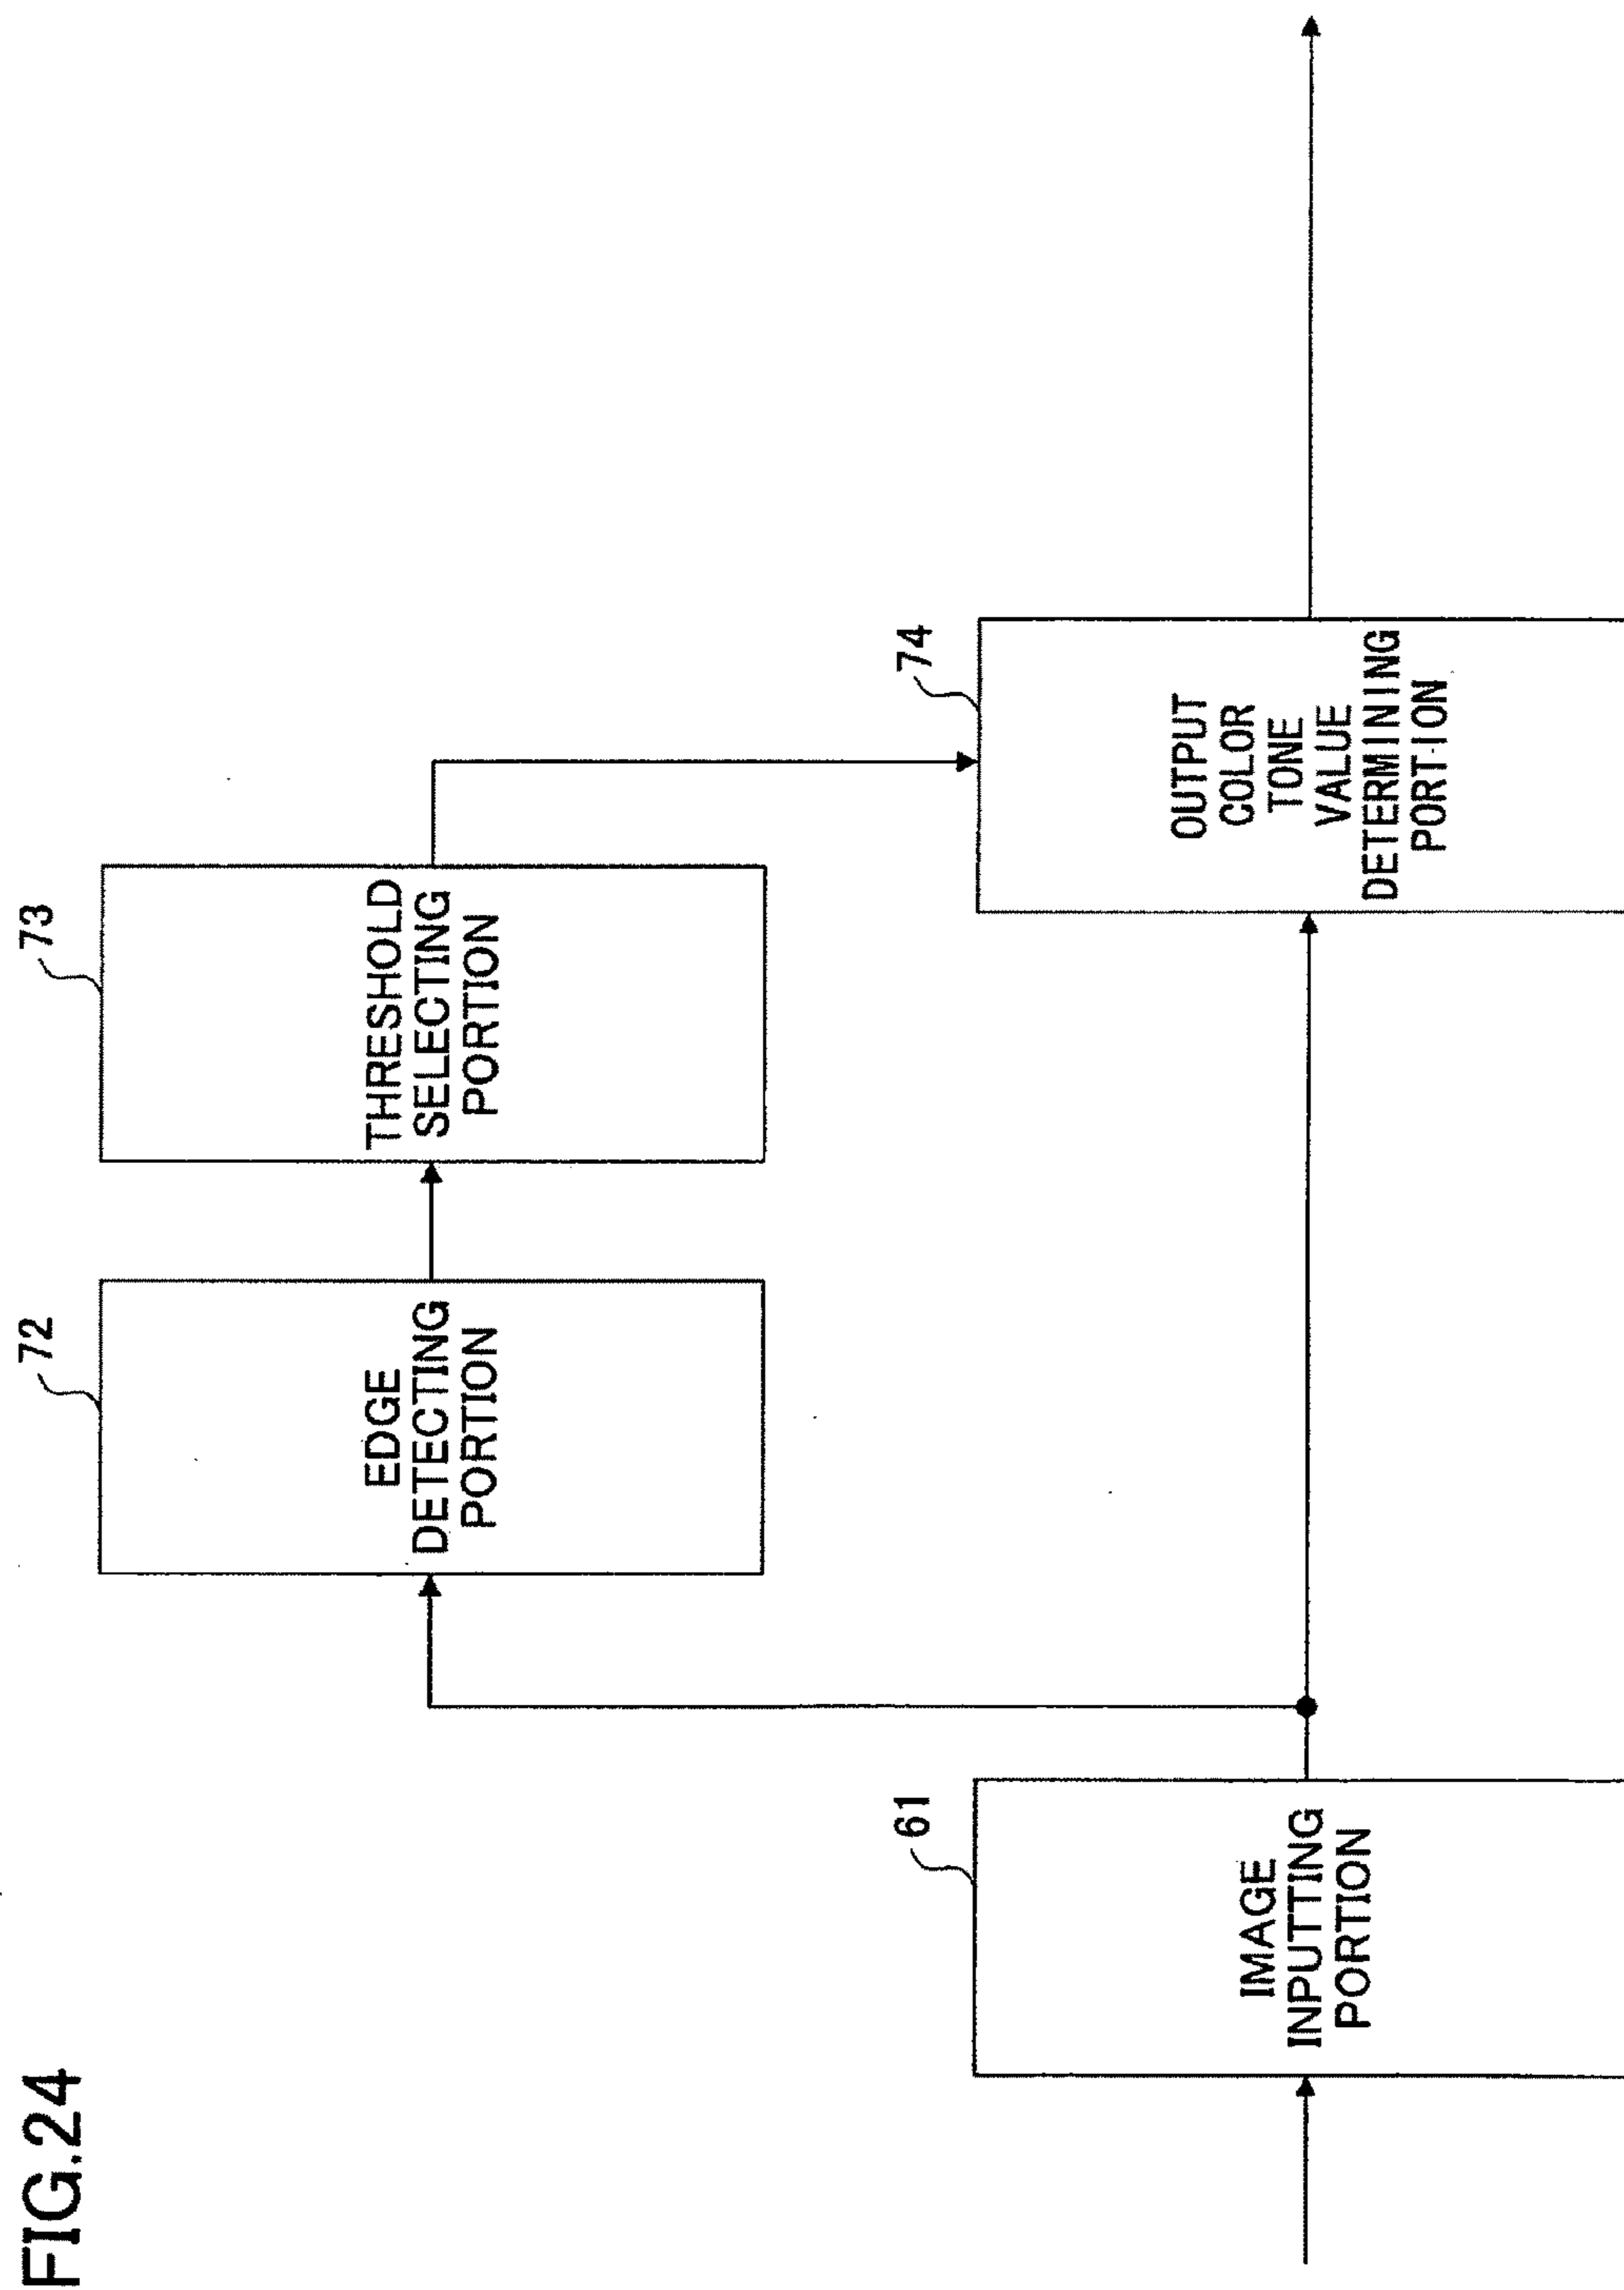 FIG.24
72
EDGE
DETECTING
PORTION
73
THRESHOLD
SELECTING
PORTION
61
IMAGE
INPUTTING
PORTION
74
OUTPUT
COLOR
TONE
VALUE
DETERMINING
PORTION